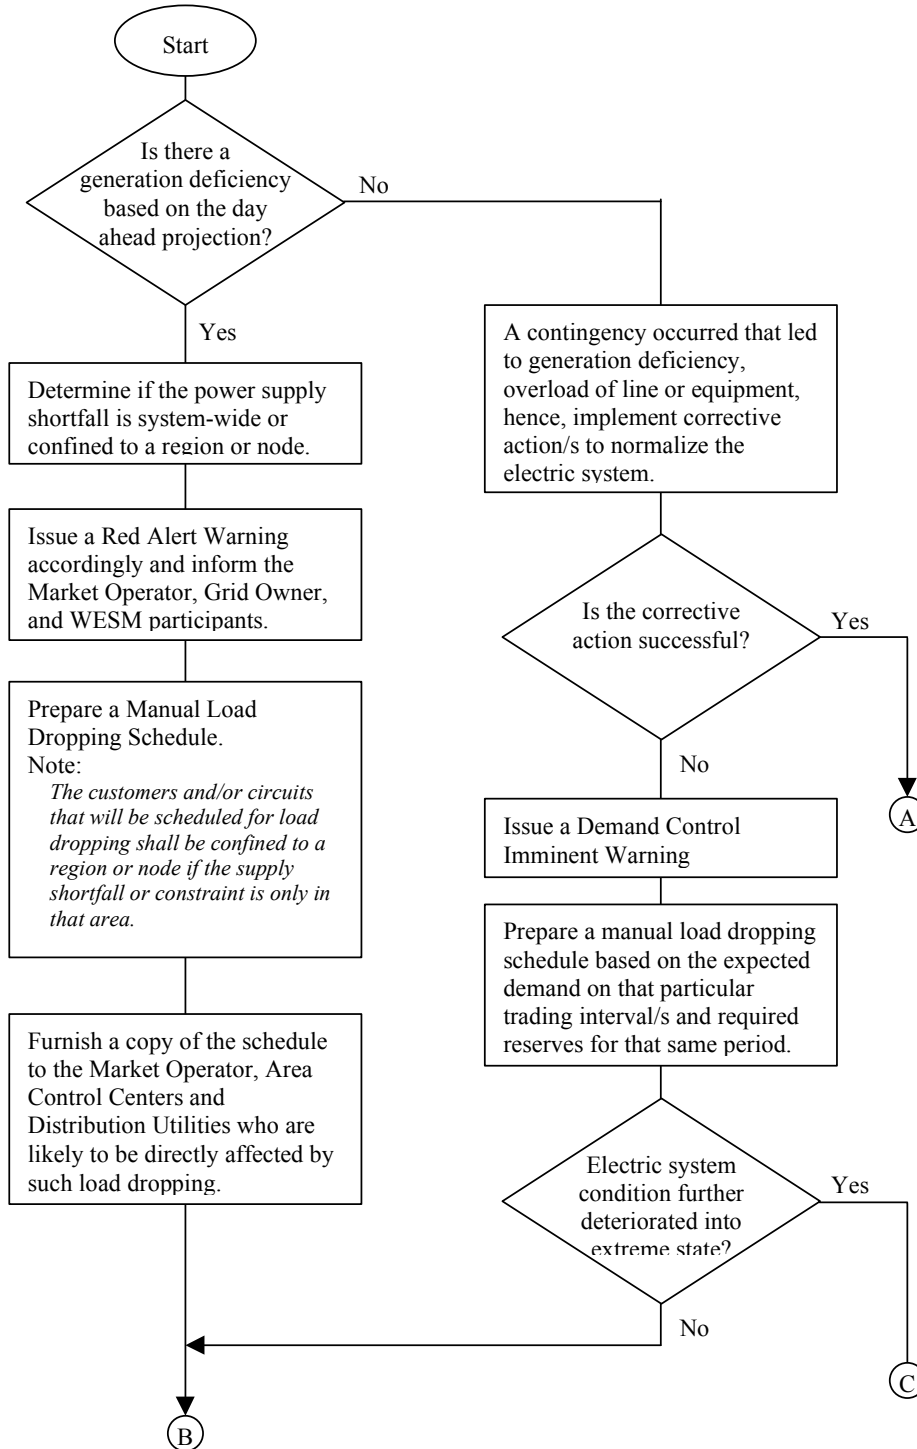 Start
Is there a
generation deficiency
based on the day
ahead projection?
No
Yes
Determine if the power supply
shortfall is system-wide or
confined to a region or node.
Issue a Red Alert Warning
accordingly and inform the
Market Operator, Grid Owner,
and WESM participants.
Prepare a Manual Load
Dropping Schedule.
Note:
The customers and/or circuits
that will be scheduled for load
dropping shall be confined to a
region or node if the supply
shortfall or constraint is only in
that area.
Furnish a copy of the schedule
to the Market Operator, Area
Control Centers and
Distribution Utilities who are
likely to be directly affected by
such load dropping.
A contingency occurred that led
to generation deficiency,
overload of line or equipment,
hence, implement corrective
action/s to normalize the
electric system.
Is the corrective
action successful?
Yes
A
No
Issue a Demand Control
Imminent Warning
Prepare a manual load dropping
schedule based on the expected
demand on that particular
trading interval/s and required
reserves for that same period.
Electric system
condition further
deteriorated into
extreme state?
Yes
No
C
B